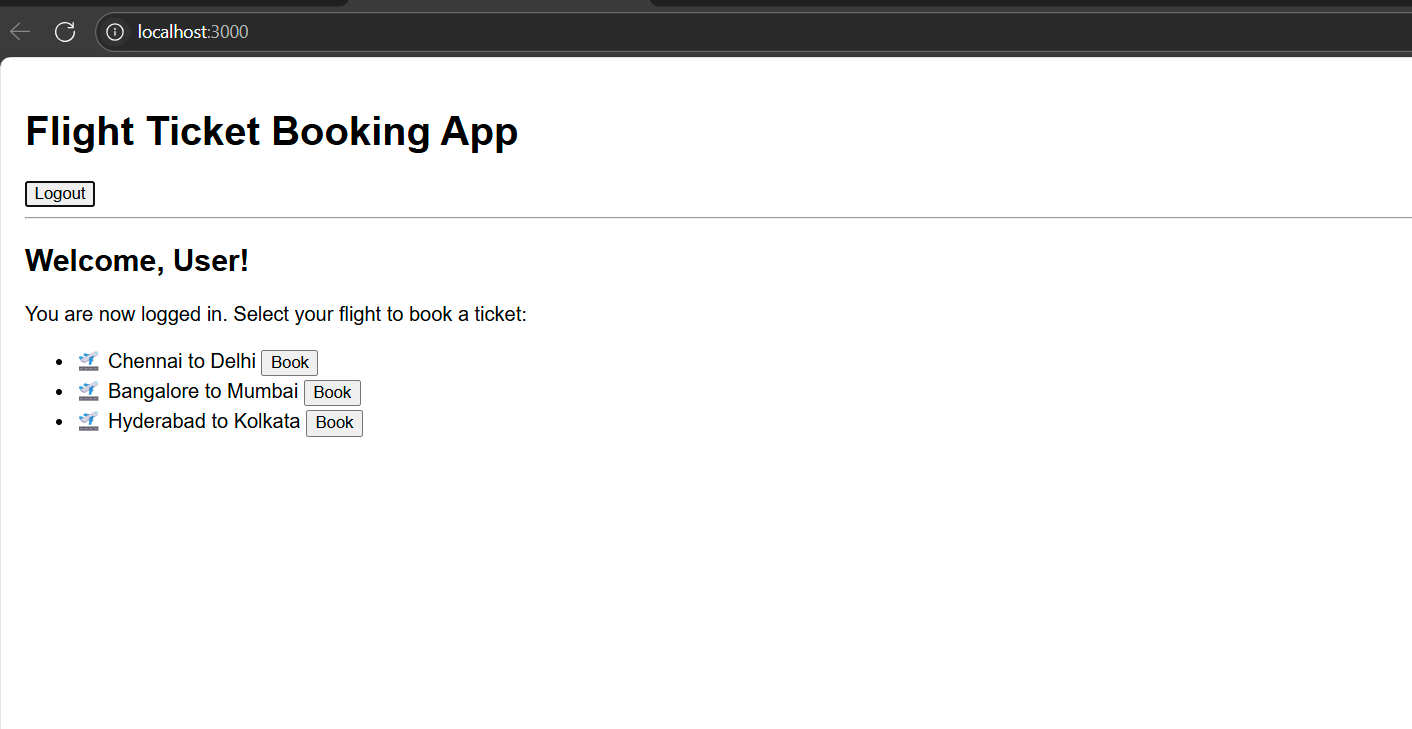 localhost:3000
Flight Ticket Booking App
Logout
Welcome, User!
You are now logged in. Select your flight to book a ticket:
• 🛫 Chennai to Delhi Book
• 🛫 Bangalore to Mumbai Book
• 🛫 Hyderabad to Kolkata Book